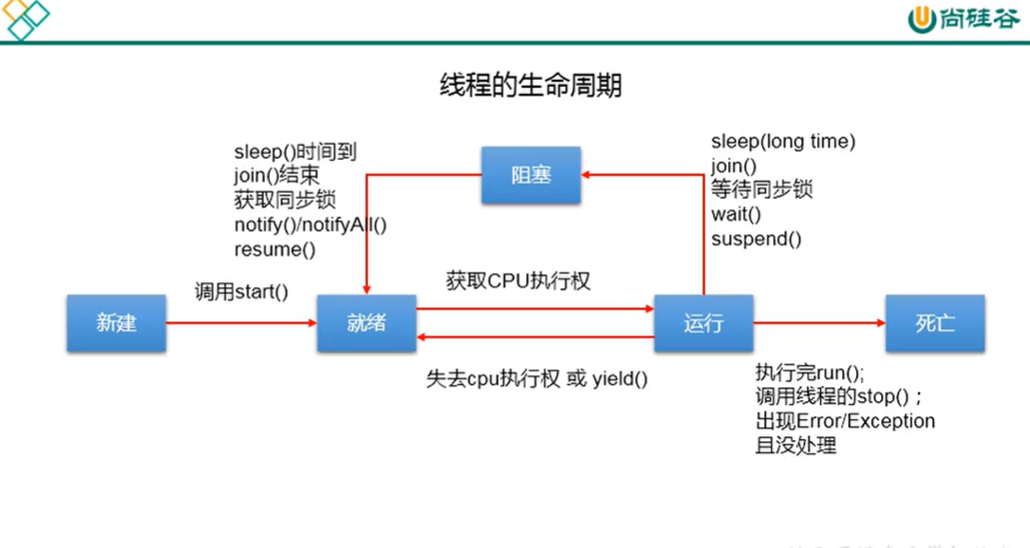 尚硅谷
线程的生命周期
sleep()时间到
join()结束
获取同步锁
notify()/notifyAll()
resume()
阻塞
sleep(long time)
join()
等待同步锁
wait()
suspend()
调用start()
获取CPU执行权
新建
就绪
运行
死亡
失去cpu执行权 或 yield()
执行完run();
调用线程的stop()；
出现Error/Exception
且没处理